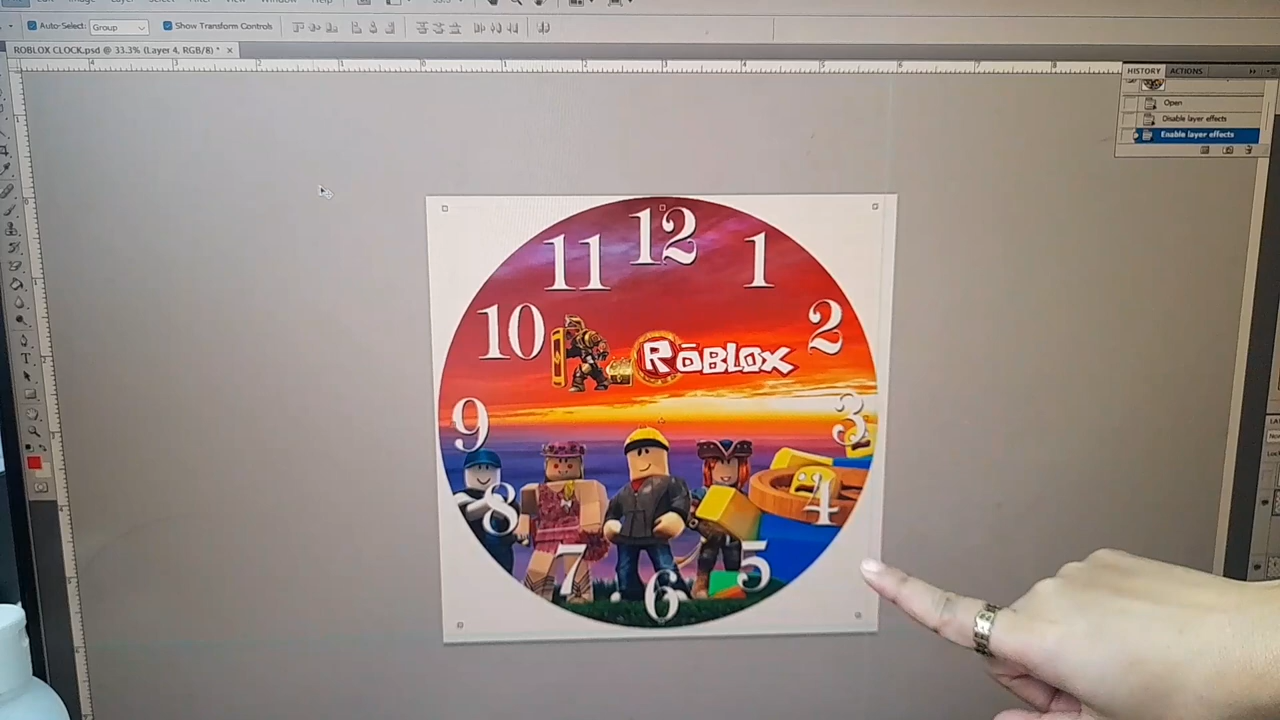 Auto-Select: Group Show Transform Controls
ROBLOX CLOCK.psd @ 33.3% (Layer 4, RGB/8) * ×
HISTORY ACTIONS
Open
Disable layer effects
Enable layer effects
12
11 1
10 2
ROBLOX
9 3
8 4
7 5
6
T